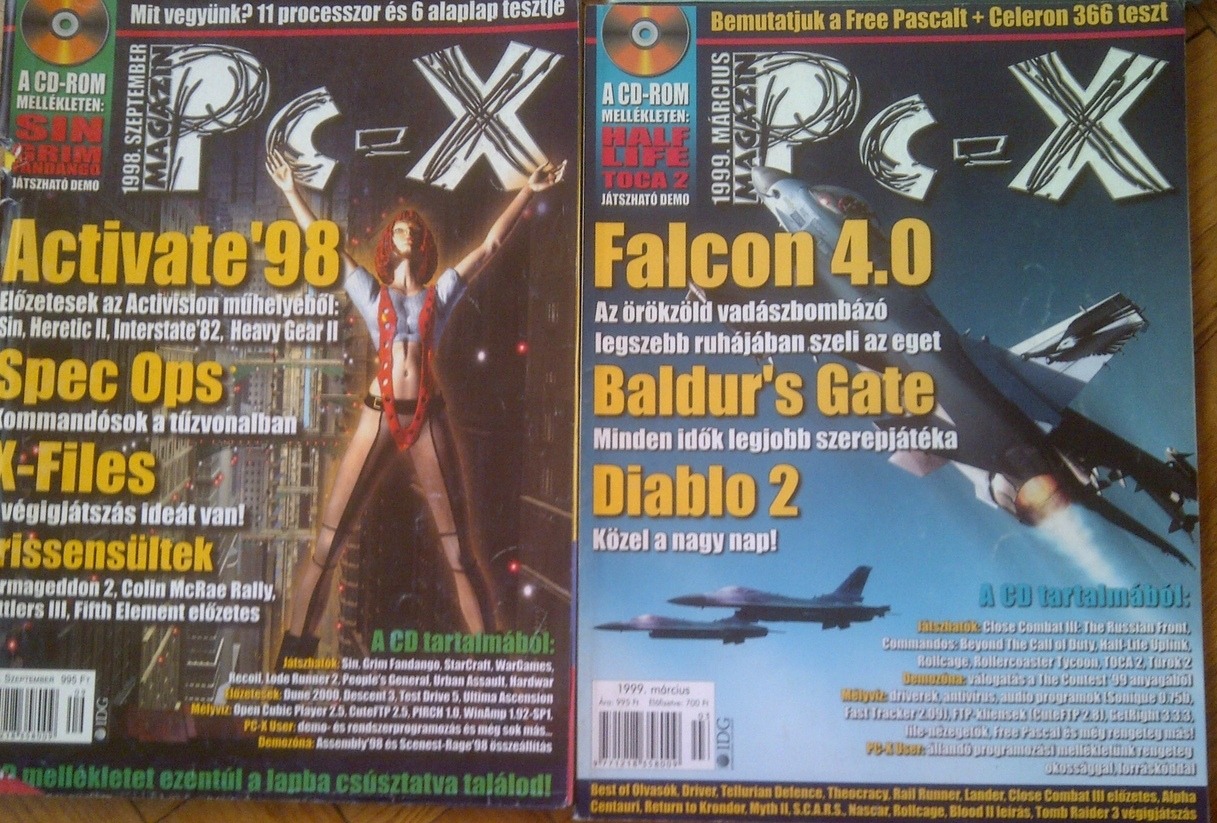 Mit vegyünk? 11 processzor és 6 alaplap tesztje
A CD-ROM
MELLÉKLETEN:
SIN
GRIM
FANDANGO
JÁTSZHATÓ DEMO
1998. SZEPTEMBER
MAGAZIN
Pc-X
Activate '98
Előzetesek az Activision műhelyéből:
Sin, Heretic II, Interstate'82, Heavy Gear II
Spec Ops
Kommandósok a tűzvonalban
X-Files
végigjátszás ideát van!
rissensültek
rmageddon 2, Colin McRae Rally,
ttlers III, Fifth Element előzetes
A CD tartalmából:
Játszhatók: Sin, Grim Fandango, StarCraft, WarGames,
Recoil, Lode Runner 2, People's General, Urban Assault, Hardwar
Előzetesek: Dune 2000, Descent 3, Test Drive 5, Ultima Ascension
Mélyvíz: Open Cubic Player 2.5, CuteFTP 2.5, PIRCH 1.0, WinAmp 1.92-SP1,
PC-X User: demo- és rendszerprogramozás és még sok más...
Demozóna: Assembly'98 és Scenest-Rage'98 összeállítás
SZEPTEMBER 995 FT
IDG
mellékletet ezentúl a lapba csúsztatva találod!
Bemutatjuk a Free Pascalt + Celeron 366 teszt
A CD-ROM
MELLÉKLETEN:
HALF
LIFE
TOCA 2
JÁTSZHATÓ DEMO
1999. MÁRCIUS
MAGAZIN
Pc-X
Falcon 4.0
Az örökzöld vadászbombázó
legszebb ruhájában szeli az eget
Baldur's Gate
Minden idők legjobb szerepjátéka
Diablo 2
Közel a nagy nap!
A CD tartalmából:
Játszhatók: Close Combat III: The Russian Front,
Commandos: Beyond The Call of Duty, Half-Life Uplink,
Rollcage, Rollercoaster Tycoon, TOCA 2, Turok 2
Demozóna: válogatás a The Contest '99 anyagából
Mélyvíz: driverek, antivírus, audio programok (Sonique 0.75b,
Fast Tracker 2.09), FTP-kliensek (CuteFTP 2.8), GetRight 3.3.3,
file-nézegetők, Free Pascal és még rengeteg más!
PC-X User: állandó programozási mellékletünk rengeteg
okossággal, forráskóddal
1999. március
Ára: 995 Ft Előfizetve: 700 Ft
03
9 771218 358009
IDG
Best of Olvasók, Driver, Tellurian Defence, Theocracy, Rail Runner, Lander, Close Combat III előzetes, Alpha
Centauri, Return to Krondor, Myth II, S.C.A.R.S., Nascar, Rollcage, Blood II leírás, Tomb Raider 3 végigjátszás